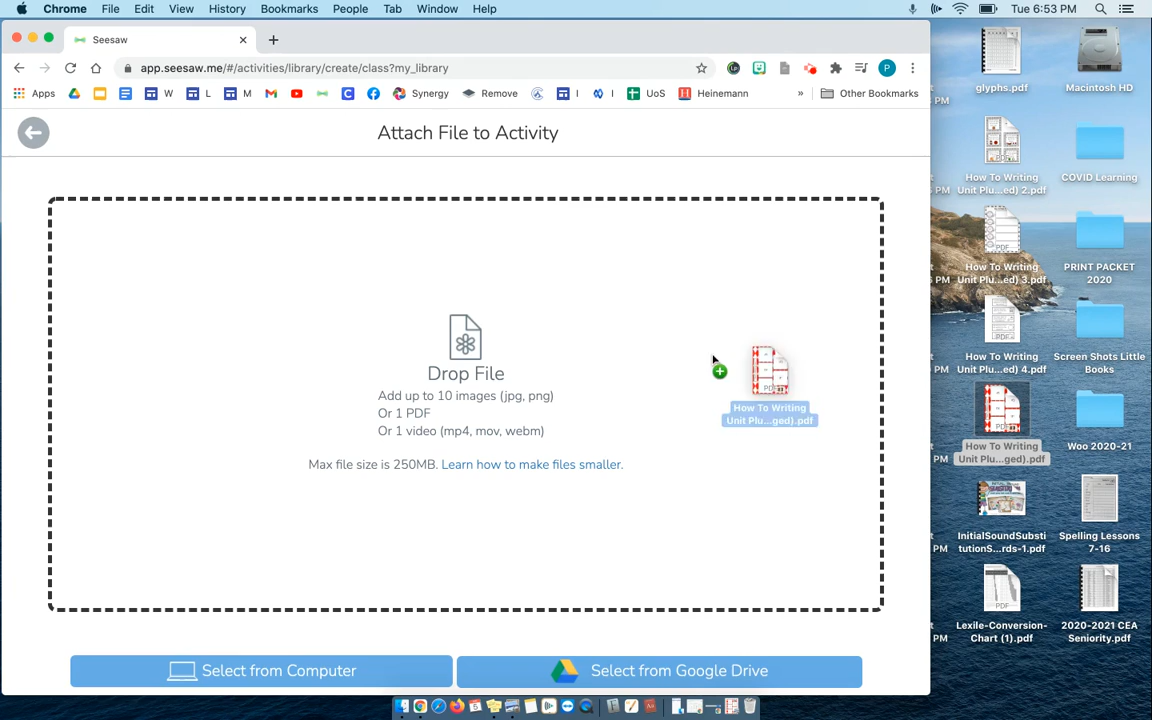 Chrome File Edit View History Bookmarks People Tab Window Help
Tue 6:53 PM
Seesaw
app.seesaw.me/#/activities/library/create/class?my_library
P
Apps W L M Synergy Remove I I UoS Heinemann » Other Bookmarks
Attach File to Activity
Drop File
Add up to 10 images (jpg, png)
Or 1 PDF
Or 1 video (mp4, mov, webm)
Max file size is 250MB. Learn how to make files smaller.
How To Writing
Unit Plu...ged).pdf
Select from Computer
Select from Google Drive
glyphs.pdf
Macintosh HD
How To Writing
Unit Plu...ed) 2.pdf
COVID Learning
How To Writing
Unit Plu...ed) 3.pdf
PRINT PACKET
2020
How To Writing
Unit Plu...ed) 4.pdf
Screen Shots Little
Books
How To Writing
Unit Plu...ged).pdf
Woo 2020-21
InitialSoundSubsti
tutionS...rds-1.pdf
Spelling Lessons
7-16
Lexile-Conversion-
Chart (1).pdf
2020-2021 CEA
Seniority.pdf